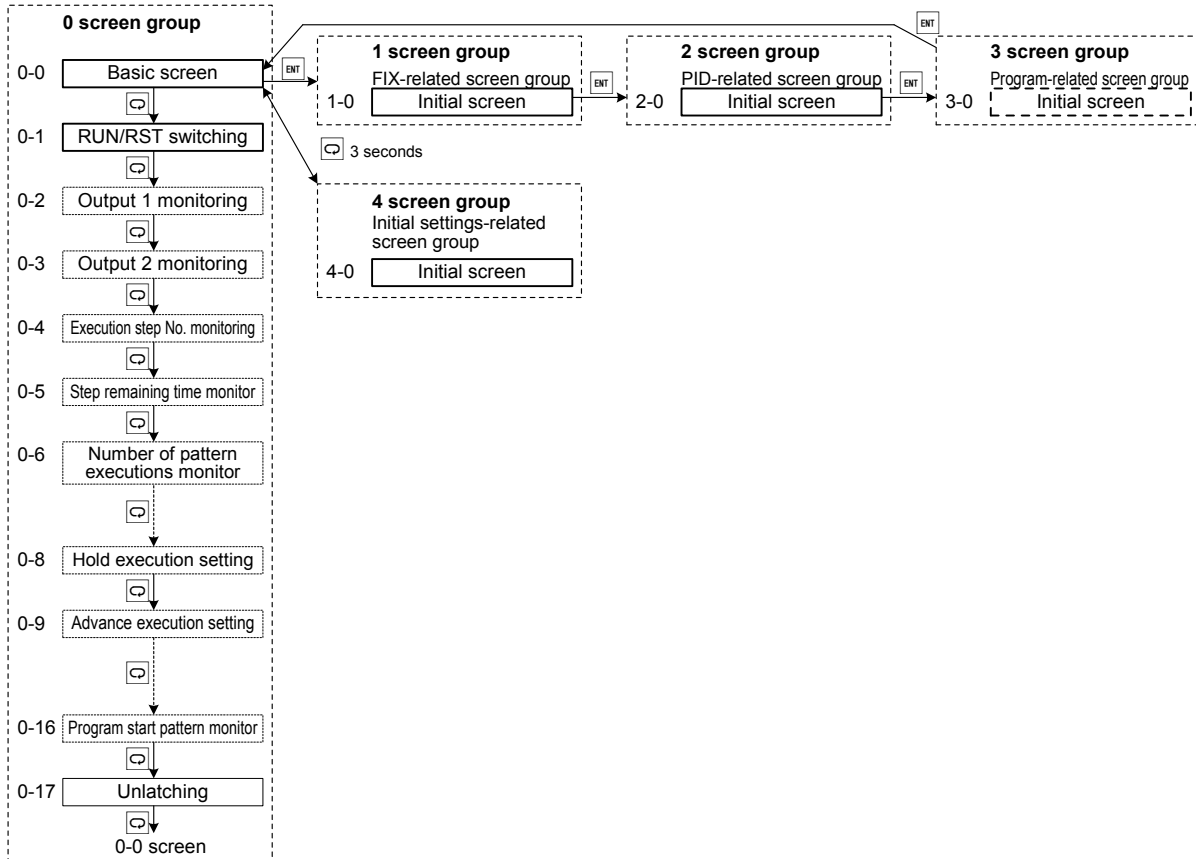 0 screen group
0-0 Basic screen
ENT
0-1 RUN/RST switching
0-2 Output 1 monitoring
0-3 Output 2 monitoring
0-4 Execution step No. monitoring
0-5 Step remaining time monitor
0-6 Number of pattern
executions monitor
0-8 Hold execution setting
0-9 Advance execution setting
0-16 Program start pattern monitor
0-17 Unlatching
0-0 screen
1 screen group
FIX-related screen group
1-0 Initial screen
ENT
2 screen group
PID-related screen group
2-0 Initial screen
ENT
3 screen group
Program-related screen group
3-0 Initial screen
ENT
3 seconds
4 screen group
Initial settings-related
screen group
4-0 Initial screen